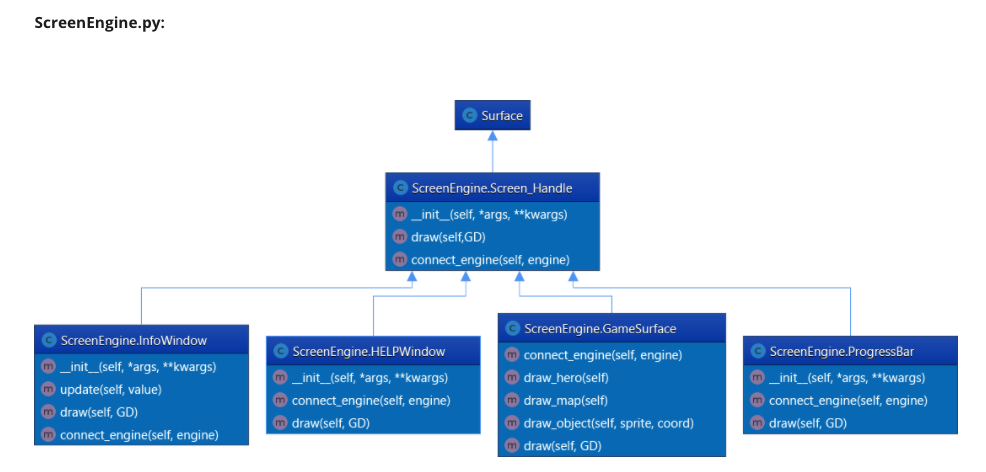 ScreenEngine.py:
C Surface
C ScreenEngine.Screen_Handle
m __init__(self, *args, **kwargs)
m draw(self,GD)
m connect_engine(self, engine)
C ScreenEngine.InfoWindow
m __init__(self, *args, **kwargs)
m update(self, value)
m draw(self, GD)
m connect_engine(self, engine)
C ScreenEngine.HELPWindow
m __init__(self, *args, **kwargs)
m connect_engine(self, engine)
m draw(self, GD)
C ScreenEngine.GameSurface
m connect_engine(self, engine)
m draw_hero(self)
m draw_map(self)
m draw_object(self, sprite, coord)
m draw(self, GD)
C ScreenEngine.ProgressBar
m __init__(self, *args, **kwargs)
m connect_engine(self, engine)
m draw(self, GD)